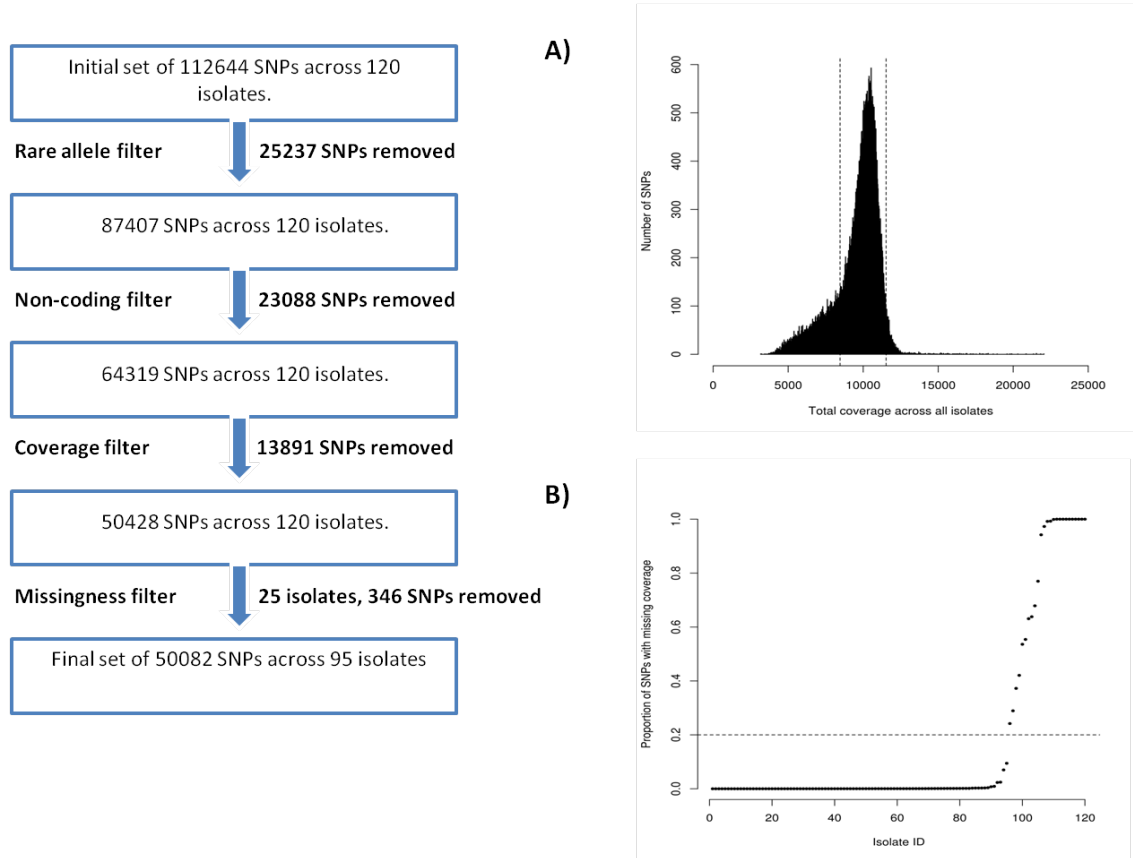 Initial set of 112644 SNPs across 120
isolates.
Rare allele filter
25237 SNPs removed
87407 SNPs across 120 isolates.
Non-coding filter
23088 SNPs removed
64319 SNPs across 120 isolates.
Coverage filter
13891 SNPs removed
50428 SNPs across 120 isolates.
Missingness filter
25 isolates, 346 SNPs removed
Final set of 50082 SNPs across 95 isolates
A)
Number of SNPs
600
500
400
300
200
100
0
0 5000 10000 15000 20000 25000
Total coverage across all isolates
B)
Proportion of SNPs with missing coverage
1.0
0.8
0.6
0.4
0.2
0.0
0 20 40 60 80 100 120
Isolate ID